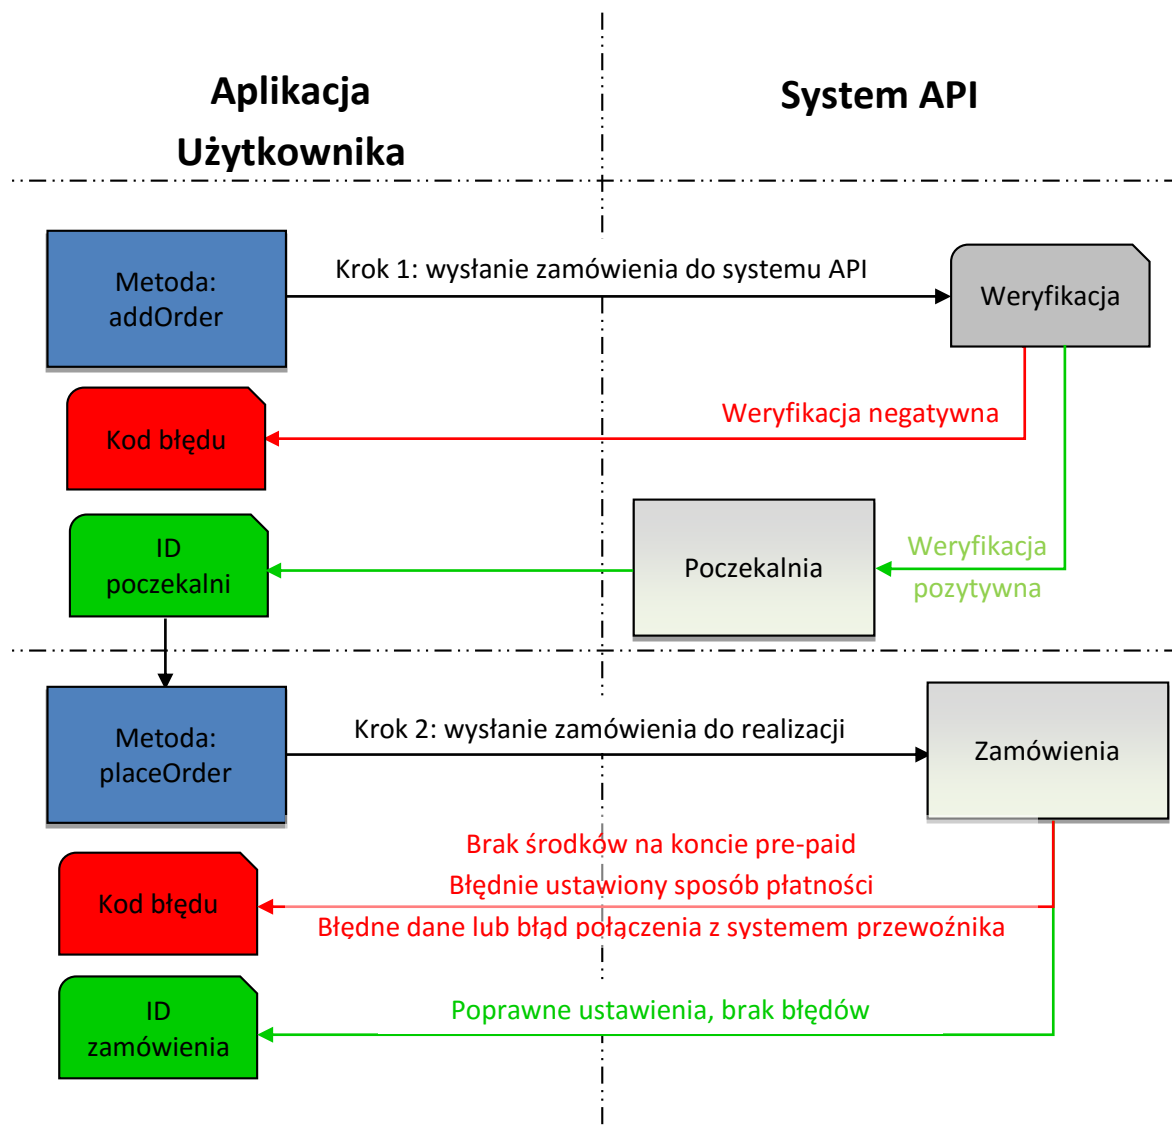 Aplikacja
Użytkownika
System API
Metoda:
addOrder
Krok 1: wysłanie zamówienia do systemu API
Weryfikacja
Kod błędu
Weryfikacja negatywna
ID
poczekalni
Poczekalnia
Weryfikacja
pozytywna
Metoda:
placeOrder
Krok 2: wysłanie zamówienia do realizacji
Zamówienia
Kod błędu
Brak środków na koncie pre-paid
Błędnie ustawiony sposób płatności
Błędne dane lub błąd połączenia z systemem przewoźnika
ID
zamówienia
Poprawne ustawienia, brak błędów